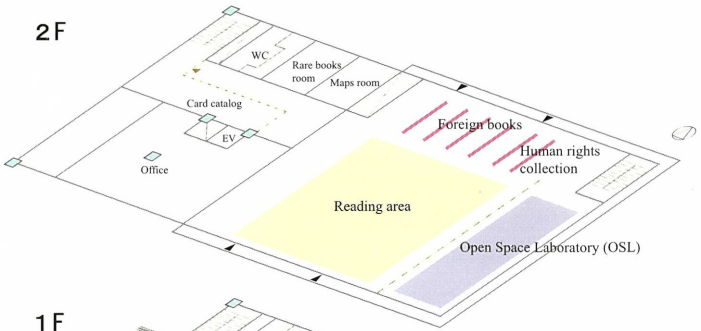 2F
WC
Rare books
room
Maps room
Card catalog
EV
Office
Foreign books
Human rights
collection
Reading area
Open Space Laboratory (OSL)
1F